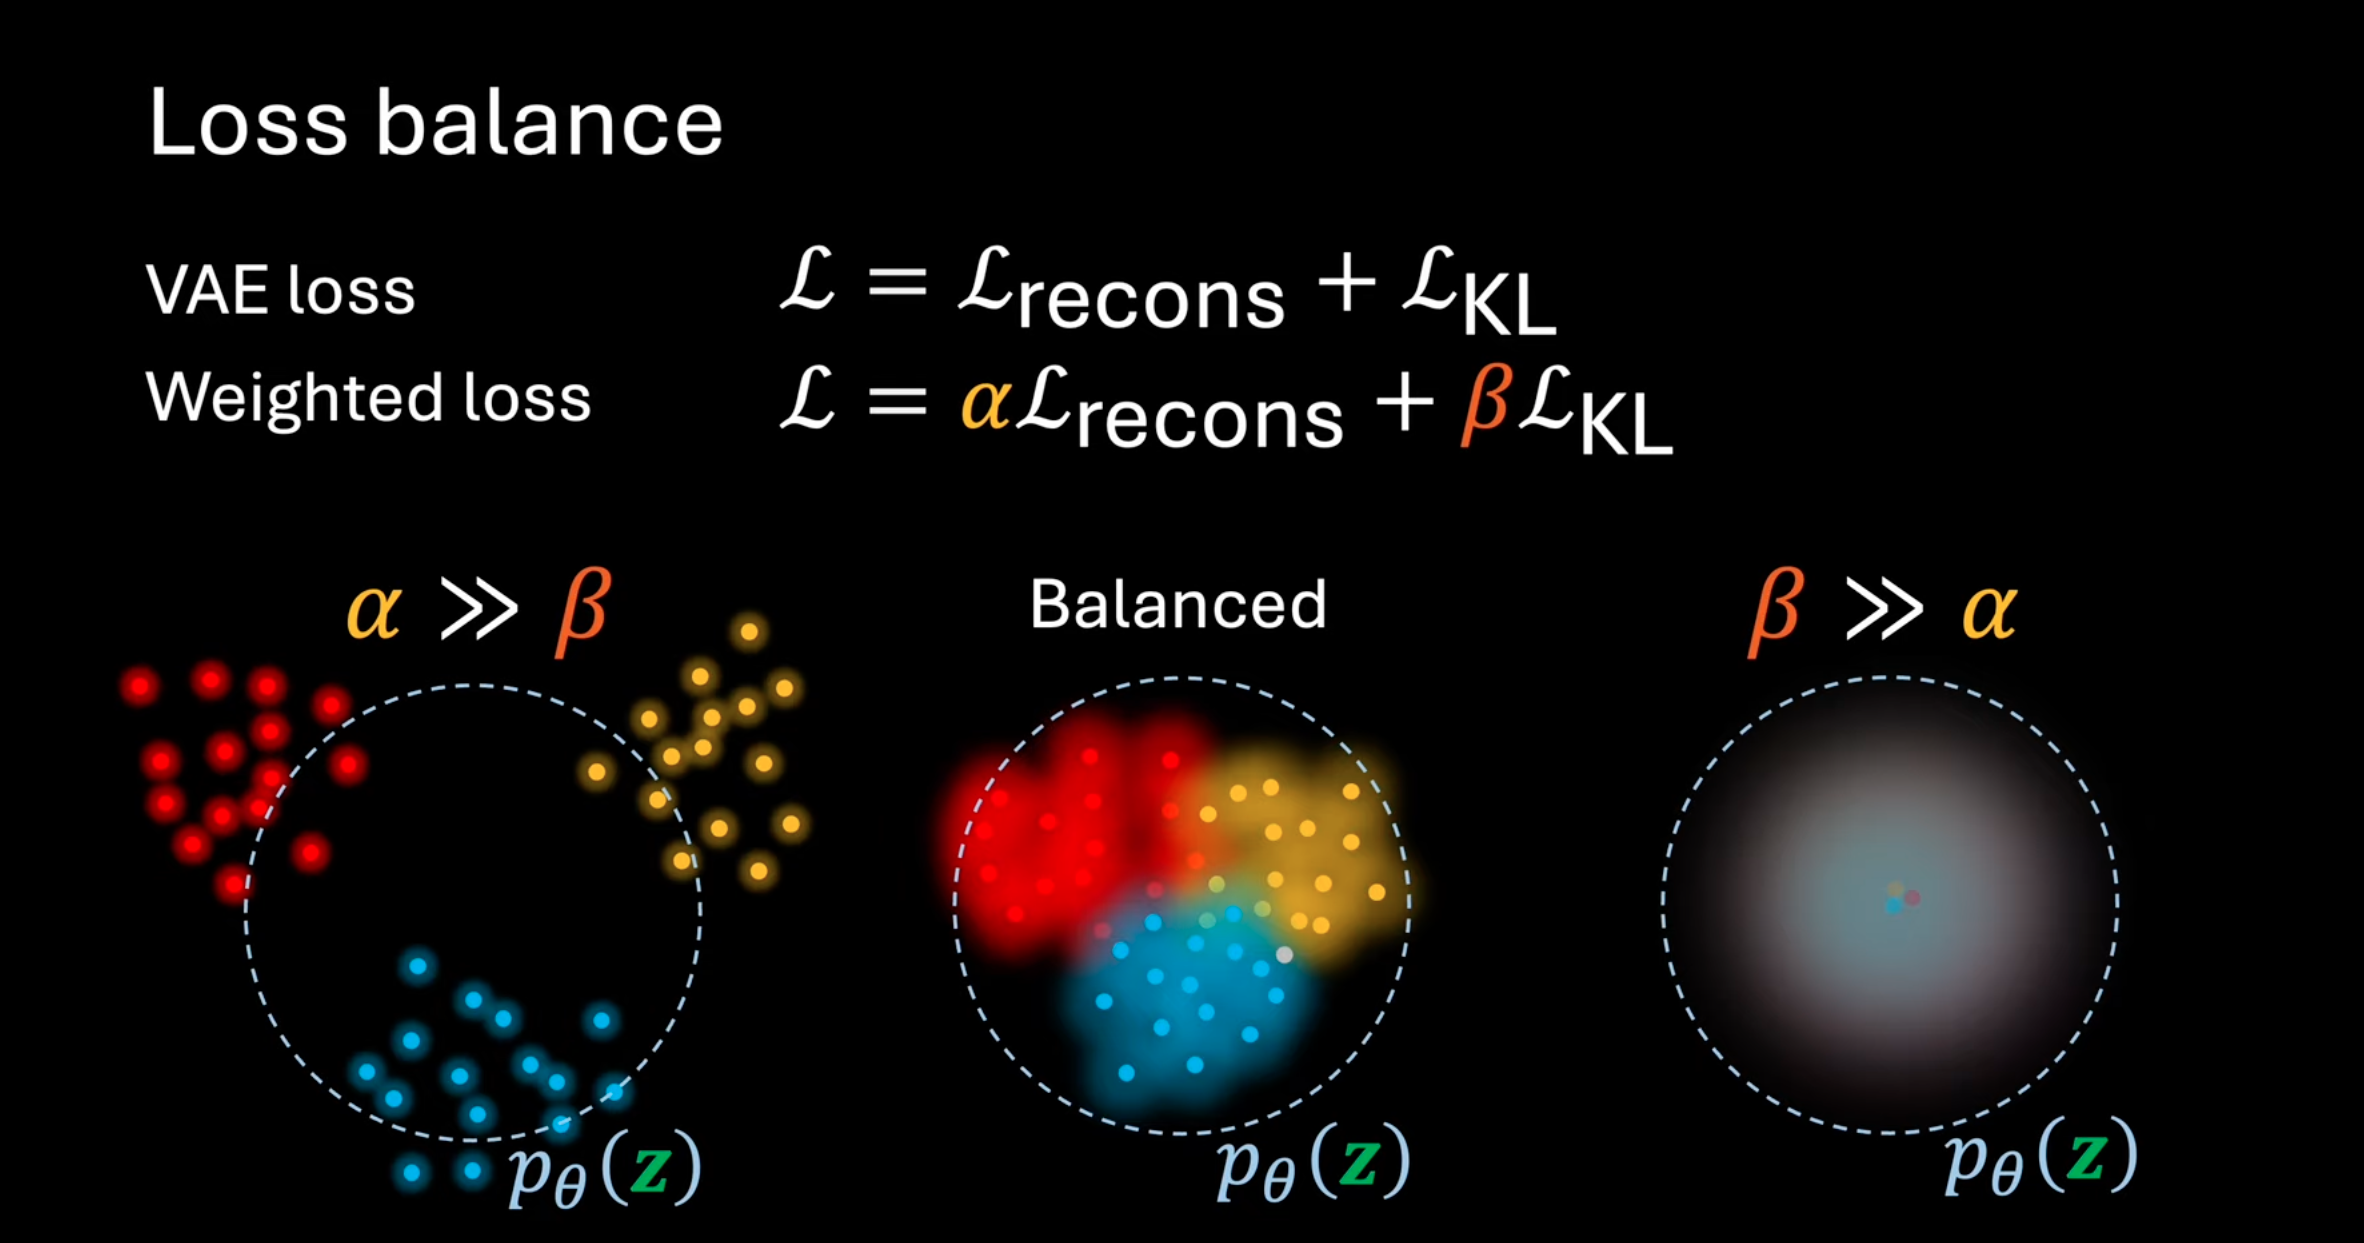 Loss balance
VAE loss ℒ = ℒrecons + ℒKL
Weighted loss ℒ = αℒrecons + βℒKL
α ≫ β
Balanced
β ≫ α
pθ(z)
pθ(z)
pθ(z)